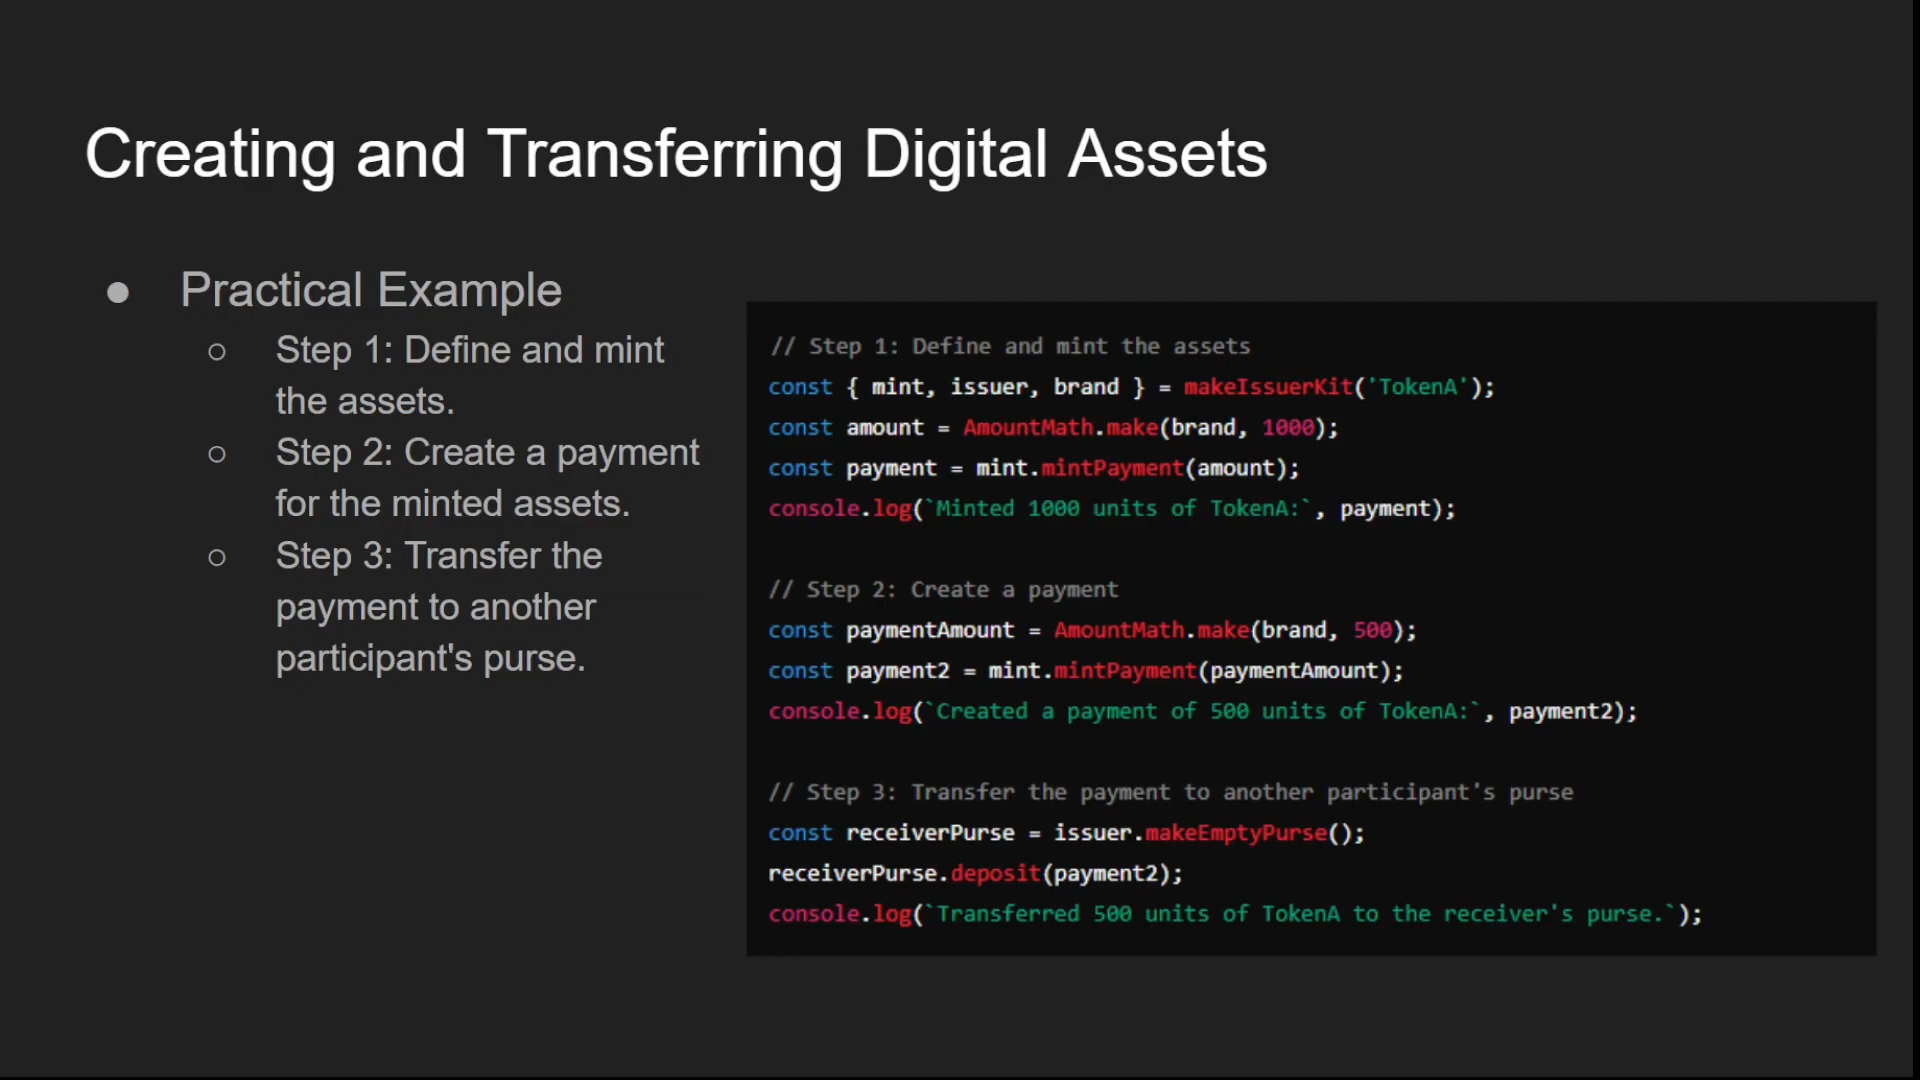 Creating and Transferring Digital Assets
● Practical Example
○ Step 1: Define and mint
the assets.
○ Step 2: Create a payment
for the minted assets.
○ Step 3: Transfer the
payment to another
participant's purse.
// Step 1: Define and mint the assets
const { mint, issuer, brand } = makeIssuerKit('TokenA');
const amount = AmountMath.make(brand, 1000);
const payment = mint.mintPayment(amount);
console.log(`Minted 1000 units of TokenA:`, payment);
// Step 2: Create a payment
const paymentAmount = AmountMath.make(brand, 500);
const payment2 = mint.mintPayment(paymentAmount);
console.log(`Created a payment of 500 units of TokenA:`, payment2);
// Step 3: Transfer the payment to another participant's purse
const receiverPurse = issuer.makeEmptyPurse();
receiverPurse.deposit(payment2);
console.log(`Transferred 500 units of TokenA to the receiver's purse.`);